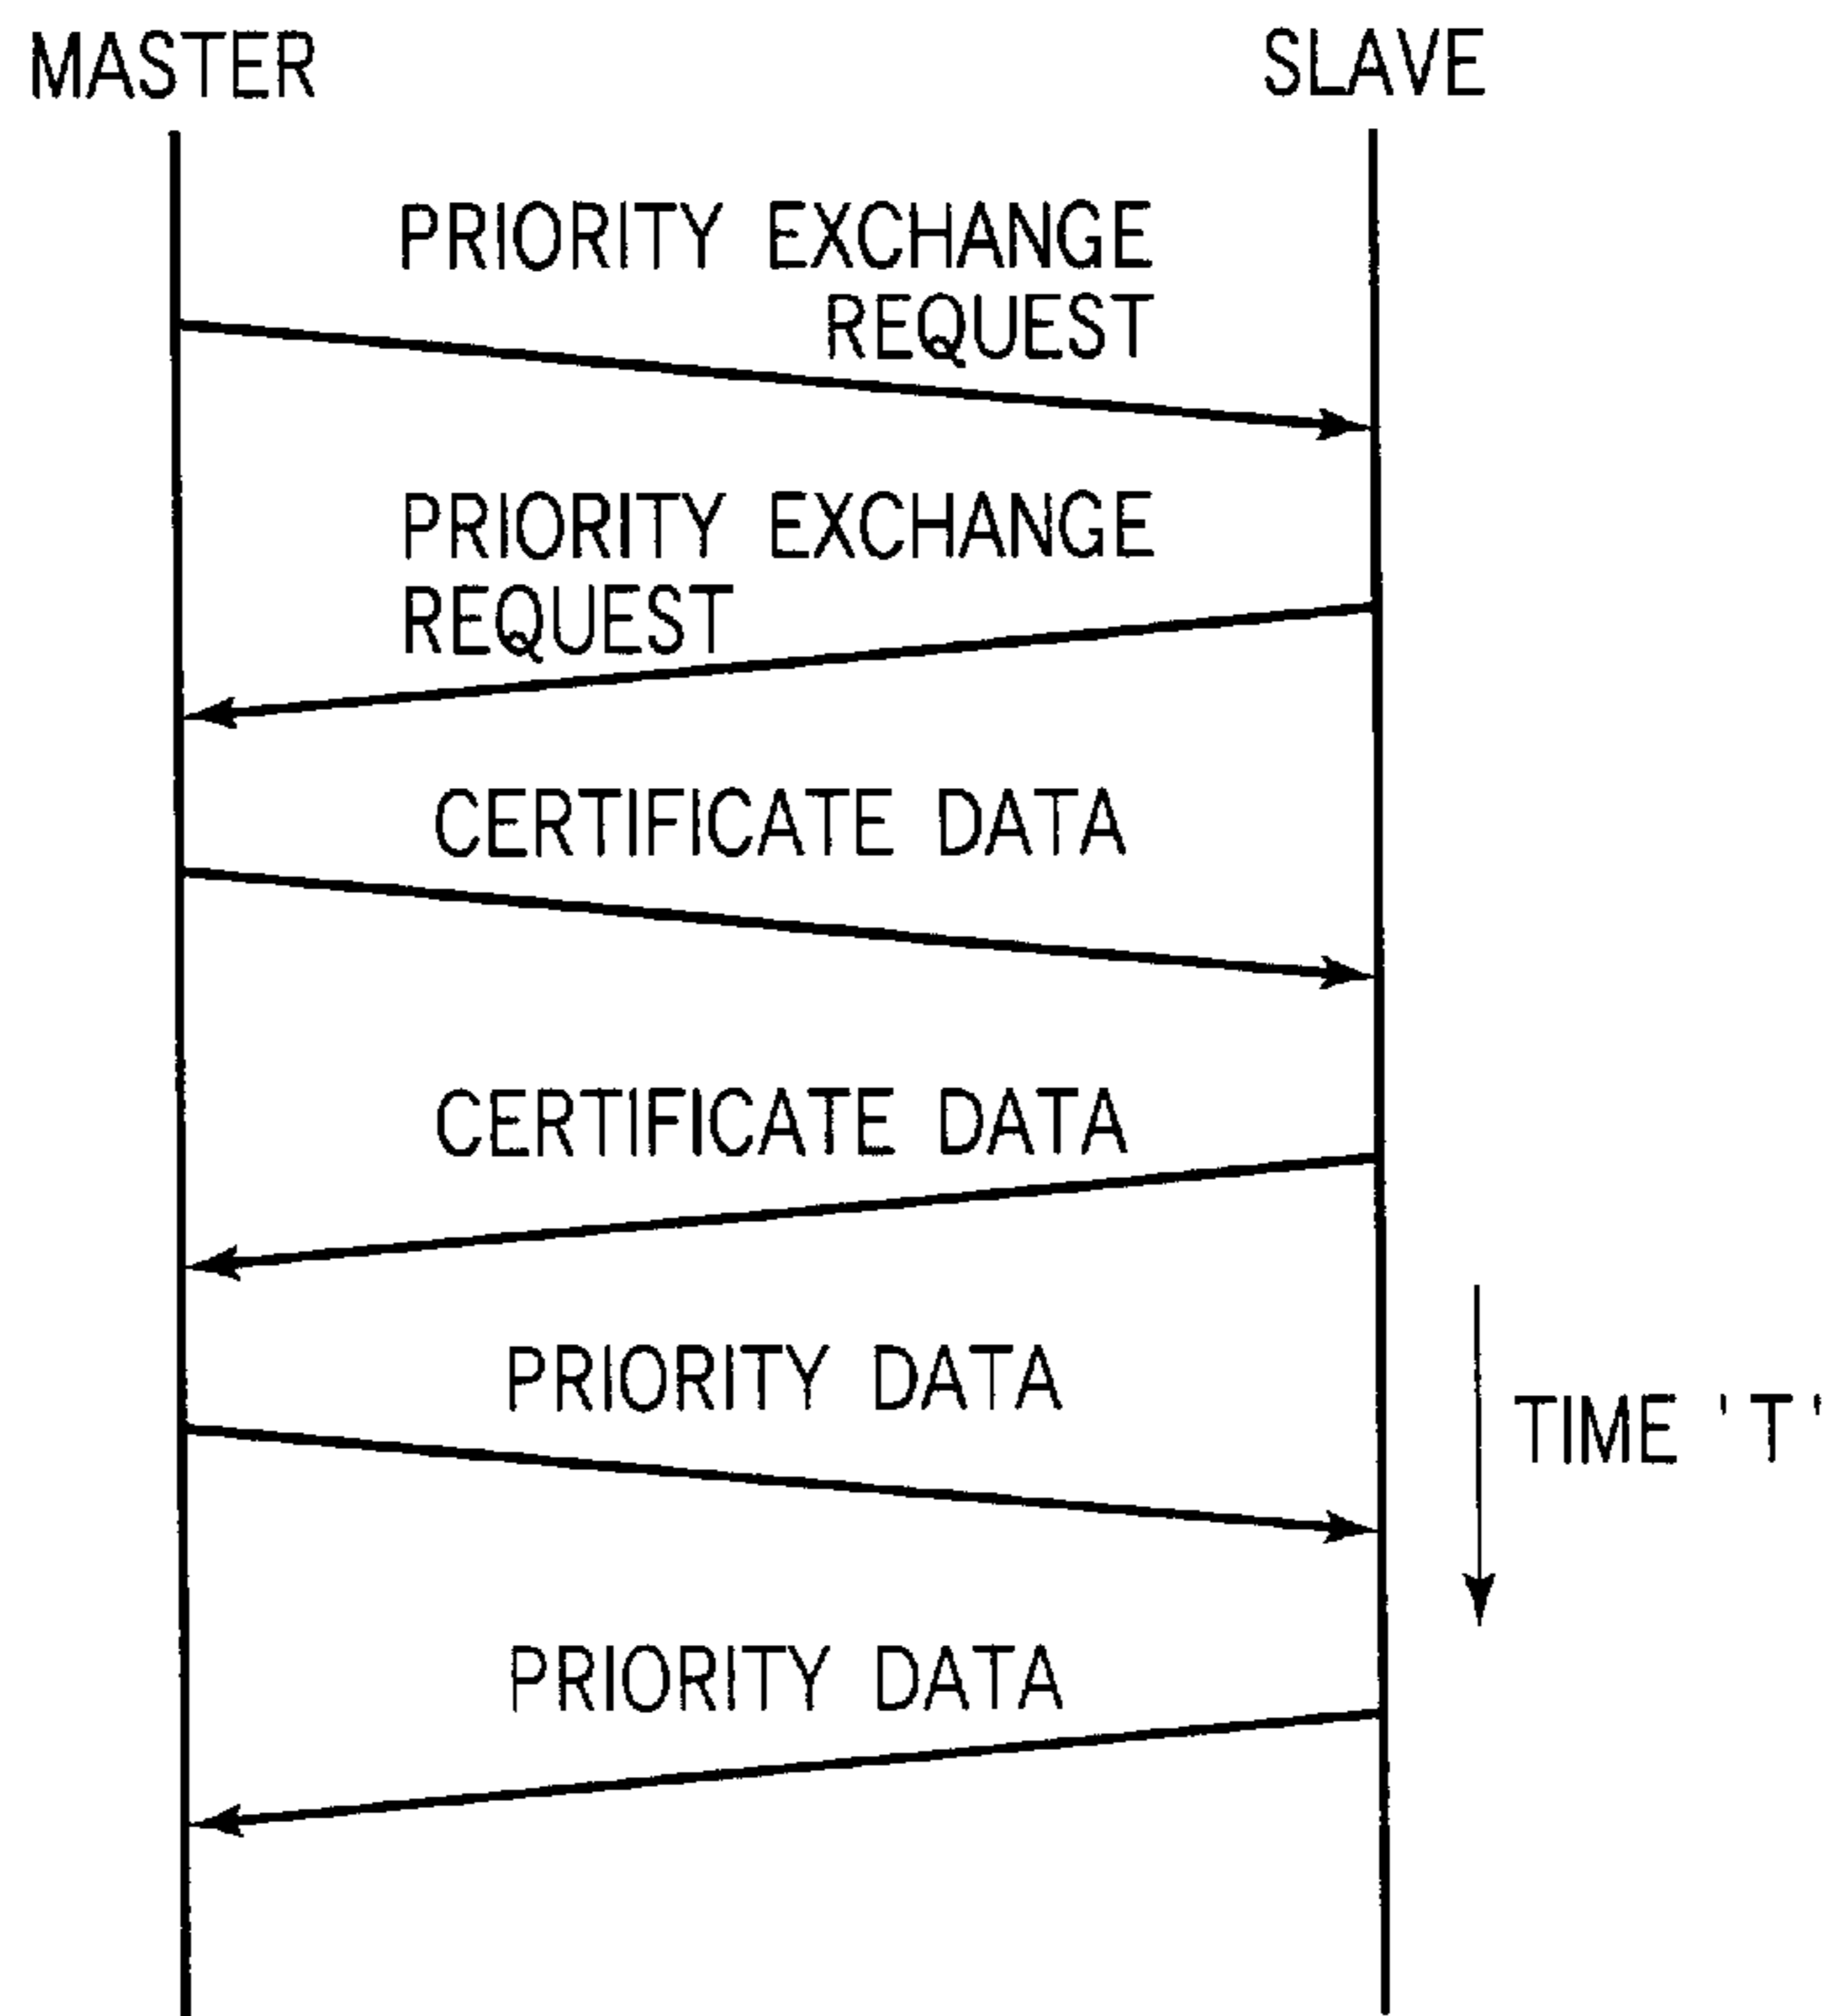 MASTER
SLAVE
PRIORITY EXCHANGE
REQUEST
PRIORITY EXCHANGE
REQUEST
CERTIFICATE DATA
CERTIFICATE DATA
PRIORITY DATA
TIME 'T'
PRIORITY DATA